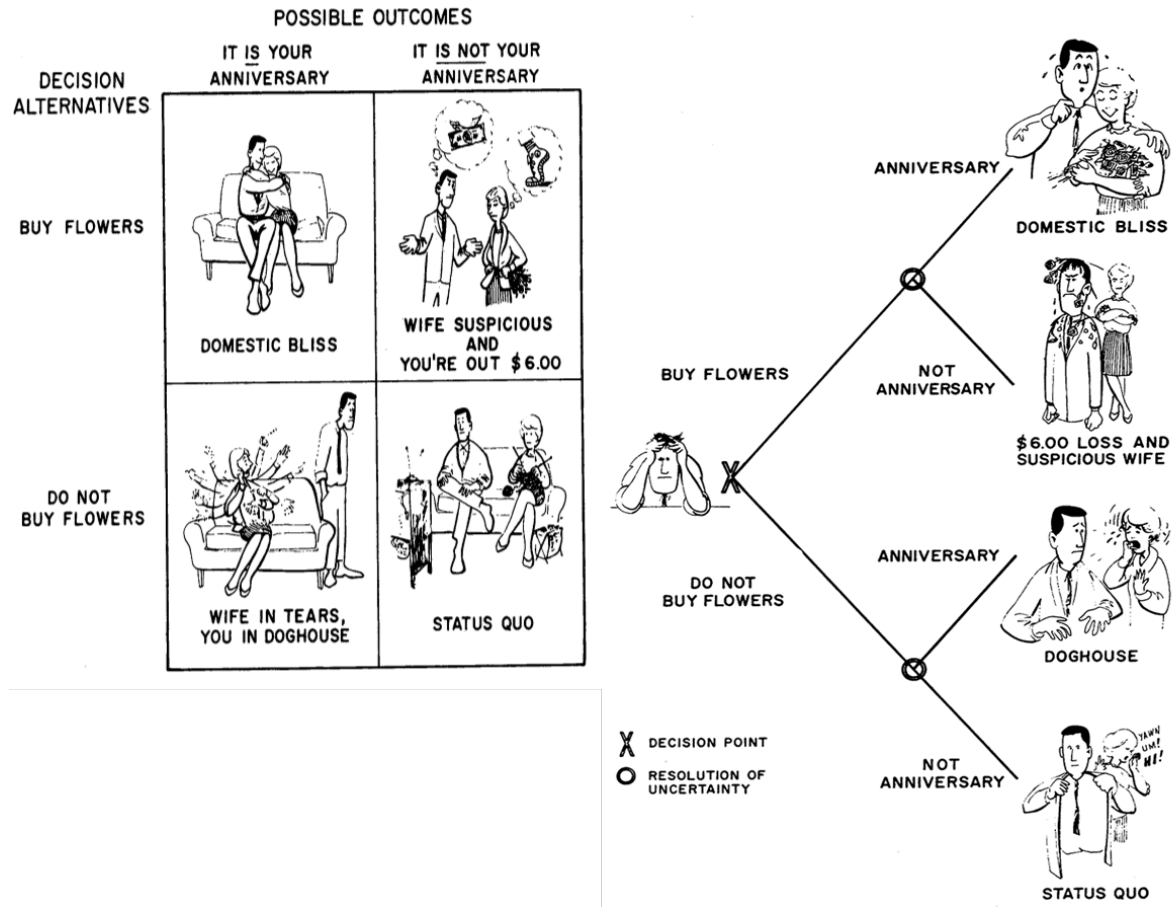 POSSIBLE OUTCOMES
IT IS YOUR
ANNIVERSARY
IT IS NOT YOUR
ANNIVERSARY
DECISION
ALTERNATIVES
BUY FLOWERS
DOMESTIC BLISS
WIFE SUSPICIOUS
AND
YOU'RE OUT $6.00
DO NOT
BUY FLOWERS
WIFE IN TEARS,
YOU IN DOGHOUSE
STATUS QUO
ANNIVERSARY
DOMESTIC BLISS
BUY FLOWERS
NOT
ANNIVERSARY
$6.00 LOSS AND
SUSPICIOUS WIFE
DO NOT
BUY FLOWERS
ANNIVERSARY
DOGHOUSE
NOT
ANNIVERSARY
YAWN
UM!
HI!
STATUS QUO
X DECISION POINT
RESOLUTION OF
UNCERTAINTY